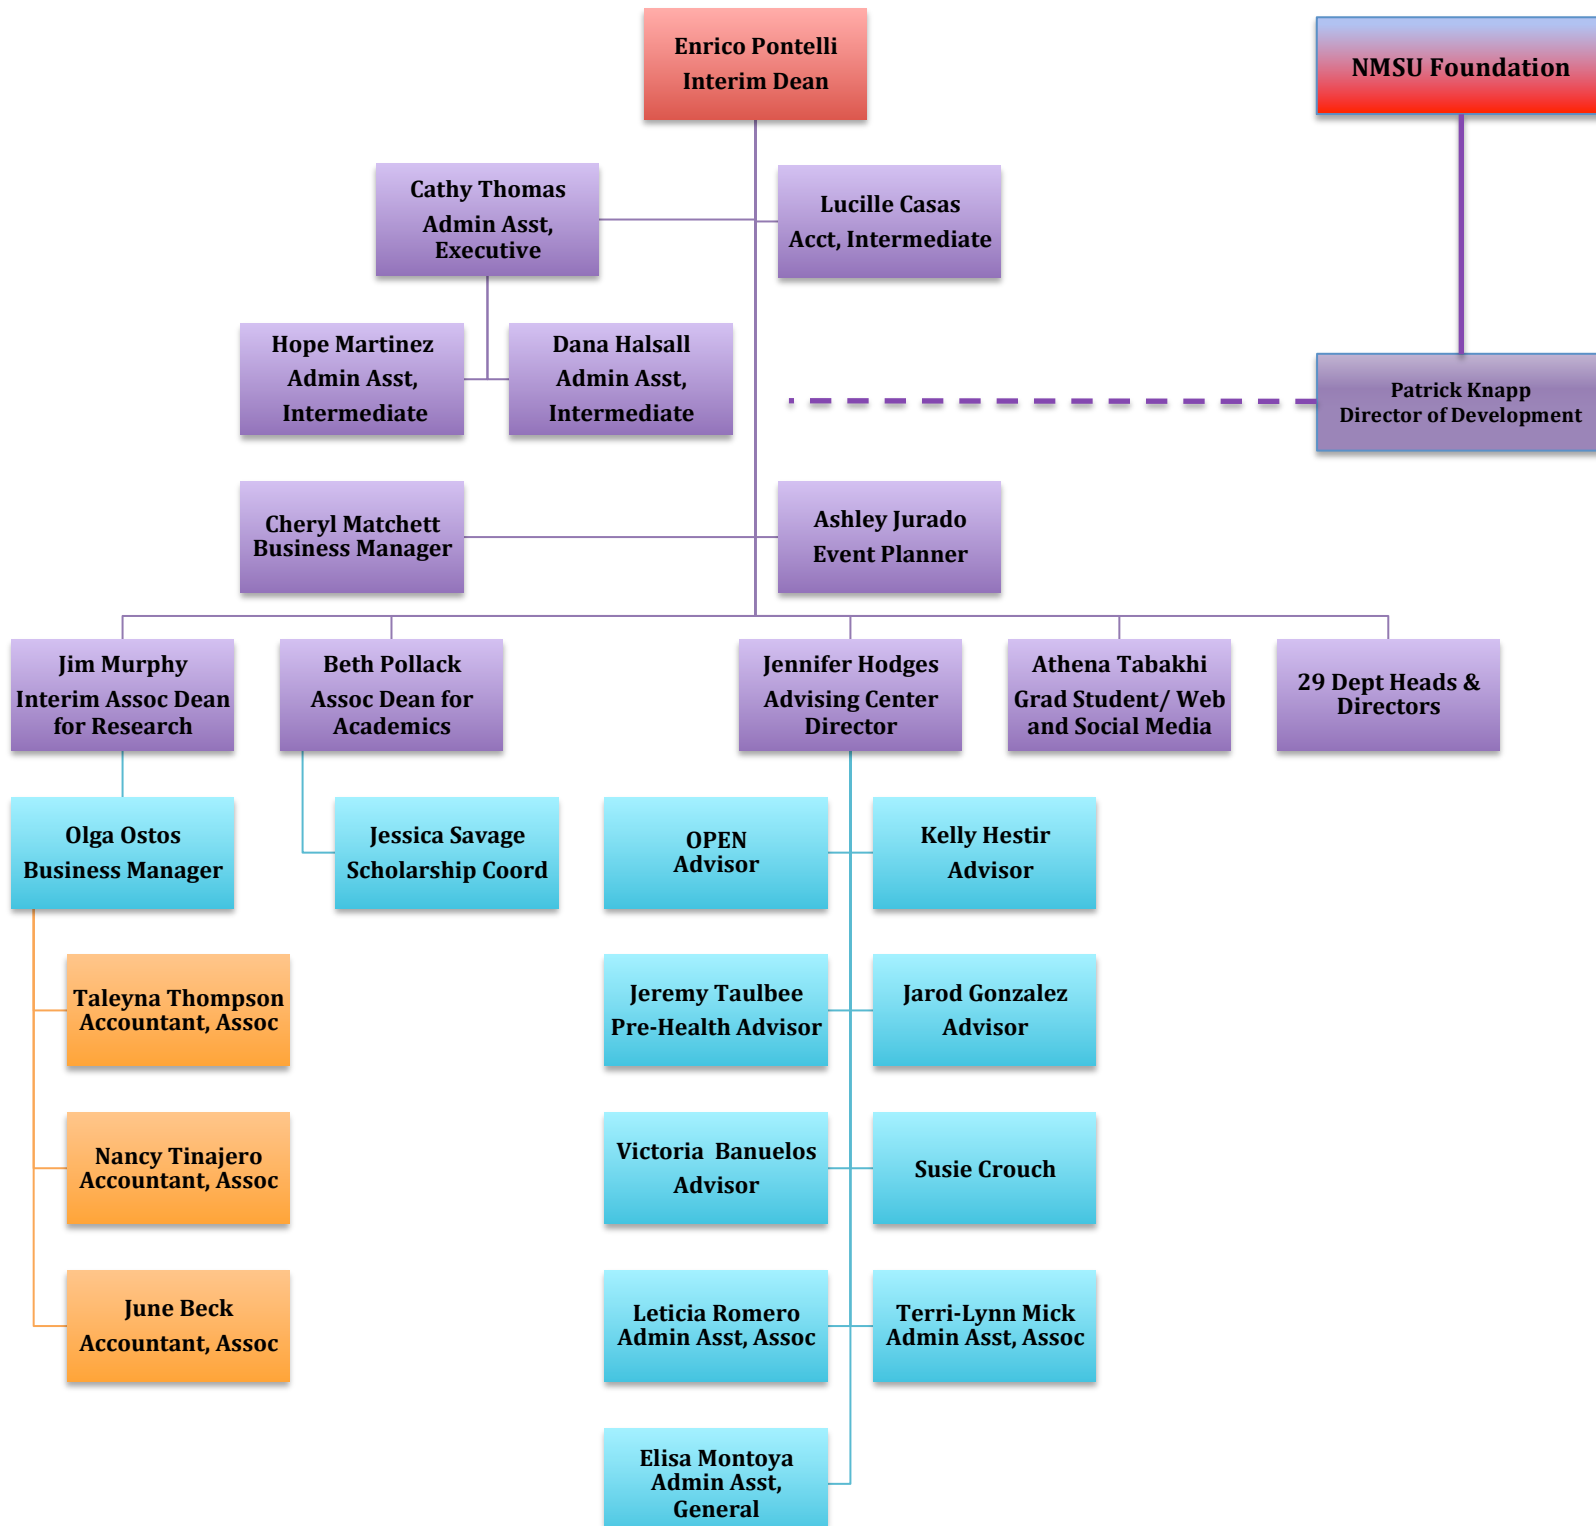 Enrico Pontelli
Interim Dean
NMSU Foundation
Cathy Thomas
Admin Asst,
Executive
Lucille Casas
Acct, Intermediate
Hope Martinez
Admin Asst,
Intermediate
Dana Halsall
Admin Asst,
Intermediate
Patrick Knapp
Director of Development
Cheryl Matchett
Business Manager
Ashley Jurado
Event Planner
Jim Murphy
Interim Assoc Dean
for Research
Beth Pollack
Assoc Dean for
Academics
Jennifer Hodges
Advising Center
Director
Athena Tabakhi
Grad Student/ Web
and Social Media
29 Dept Heads &
Directors
Olga Ostos
Business Manager
Jessica Savage
Scholarship Coord
OPEN
Advisor
Kelly Hestir
Advisor
Taleyna Thompson
Accountant, Assoc
Jeremy Taulbee
Pre-Health Advisor
Jarod Gonzalez
Advisor
Nancy Tinajero
Accountant, Assoc
Victoria  Banuelos
Advisor
Susie Crouch
June Beck
Accountant, Assoc
Leticia Romero
Admin Asst, Assoc
Terri-Lynn Mick
Admin Asst, Assoc
Elisa Montoya
Admin Asst,
General